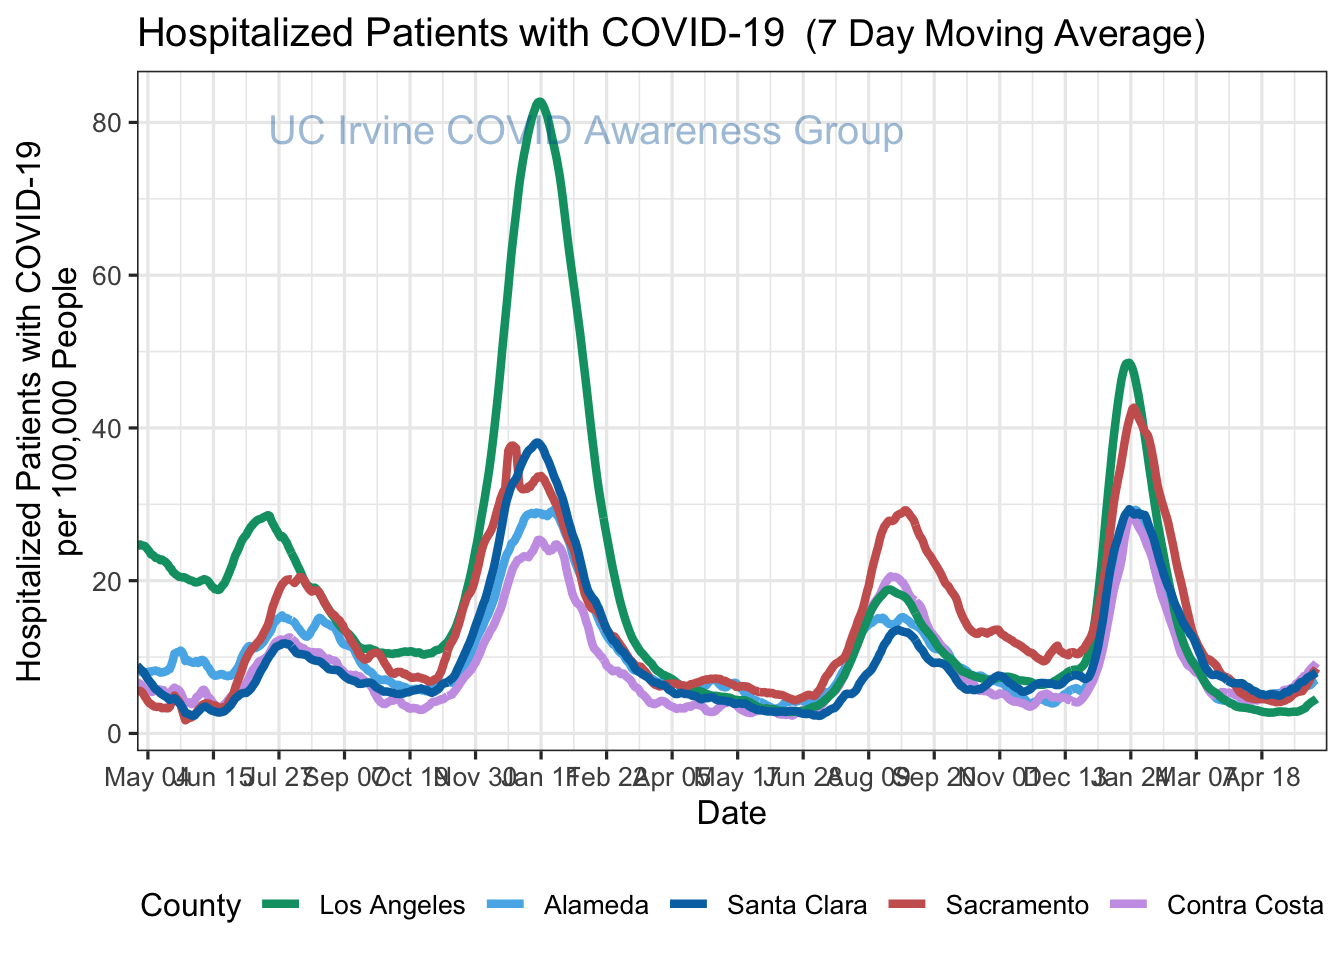 Hospitalized Patients with COVID-19 (7 Day Moving Average)
UC Irvine COVID Awareness Group
Hospitalized Patients with COVID-19
per 100,000 People
80
60
40
20
0
May 04 Jun 15 Jul 27 Sep 07 Oct 19 Nov 30 Jan 11 Feb 22 Apr 05 May 17 Jun 28 Aug 09 Sep 20 Nov 01 Dec 13 Jan 24 Mar 07 Apr 18
Date
County Los Angeles Alameda Santa Clara Sacramento Contra Costa